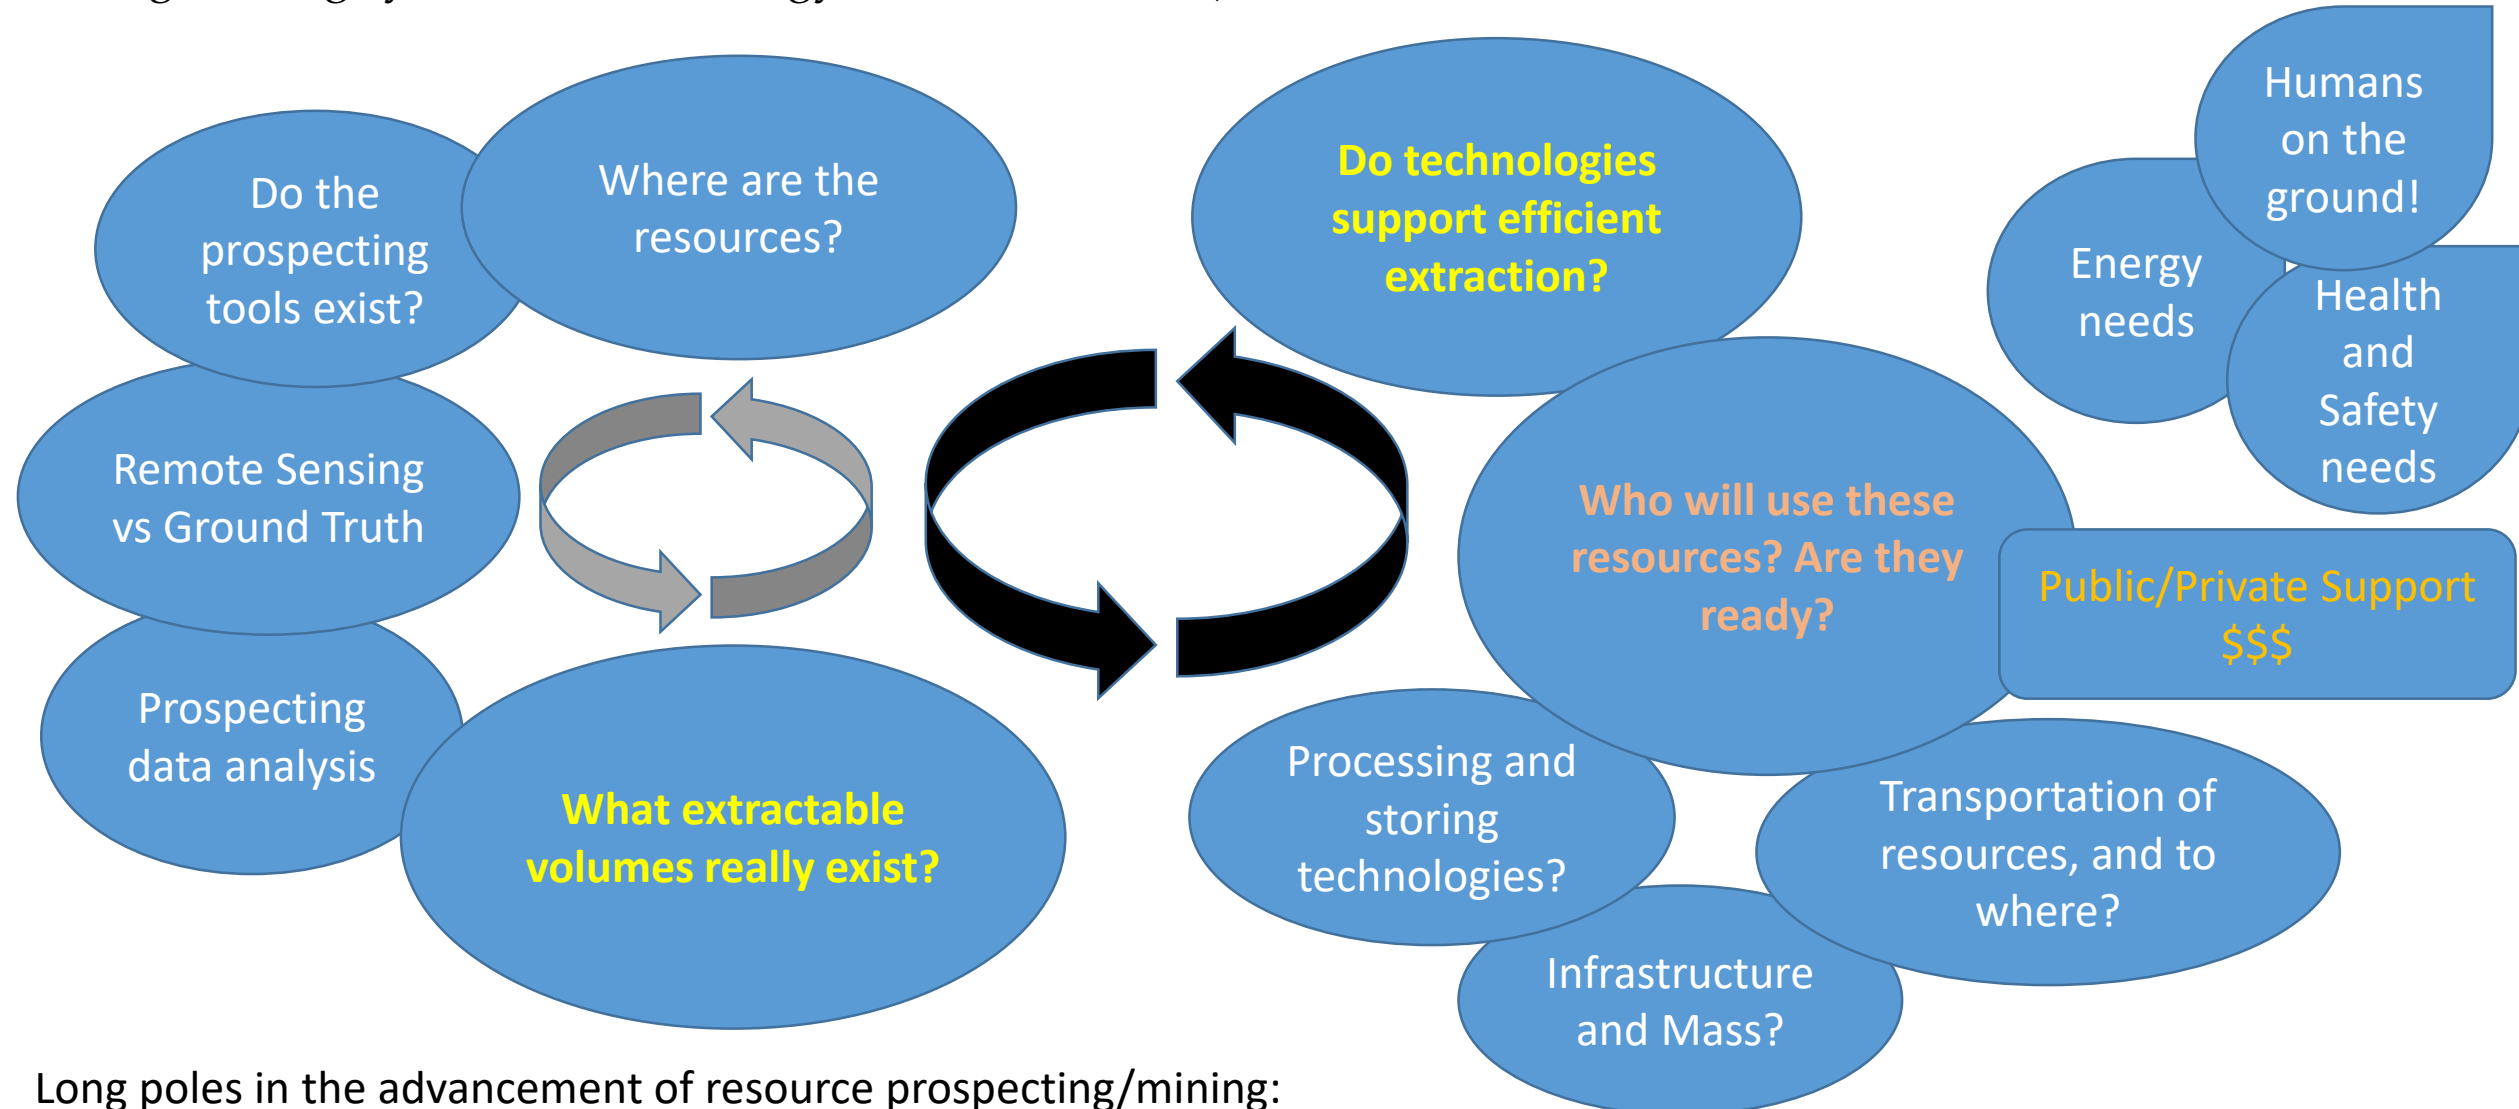 Do the
prospecting
tools exist?
Where are the
resources?
Remote Sensing
vs Ground Truth
Prospecting
data analysis
What extractable
volumes really exist?
Do technologies
support efficient
extraction?
Who will use these
resources? Are they
ready?
Humans
on the
ground!
Energy
needs
Health
and
Safety
needs
Public/Private Support
$$$
Processing and
storing
technologies?
Transportation of
resources, and to
where?
Infrastructure
and Mass?
Long poles in the advancement of resource prospecting/mining: